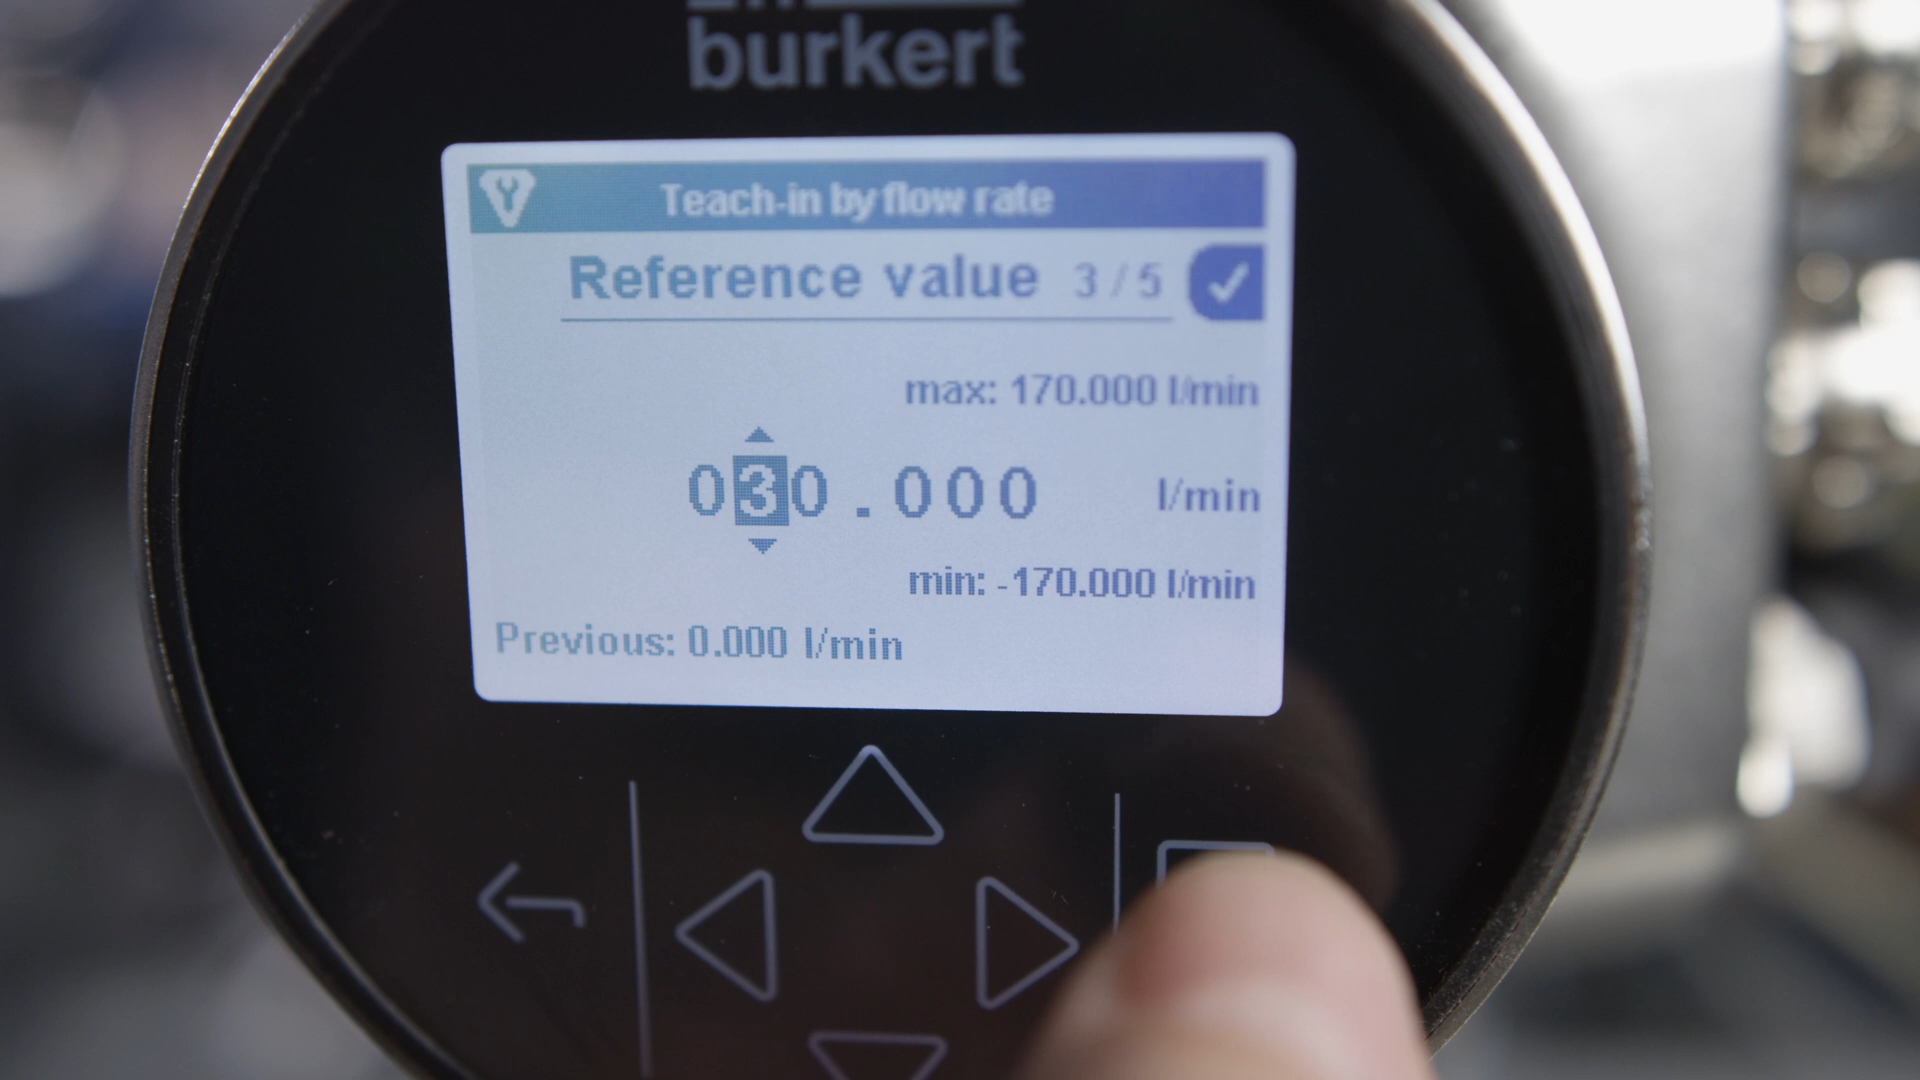 burkert
Teach-in by flow rate
Reference value 3 / 5
max: 170.000 l/min
030.000 l/min
min: -170.000 l/min
Previous: 0.000 l/min